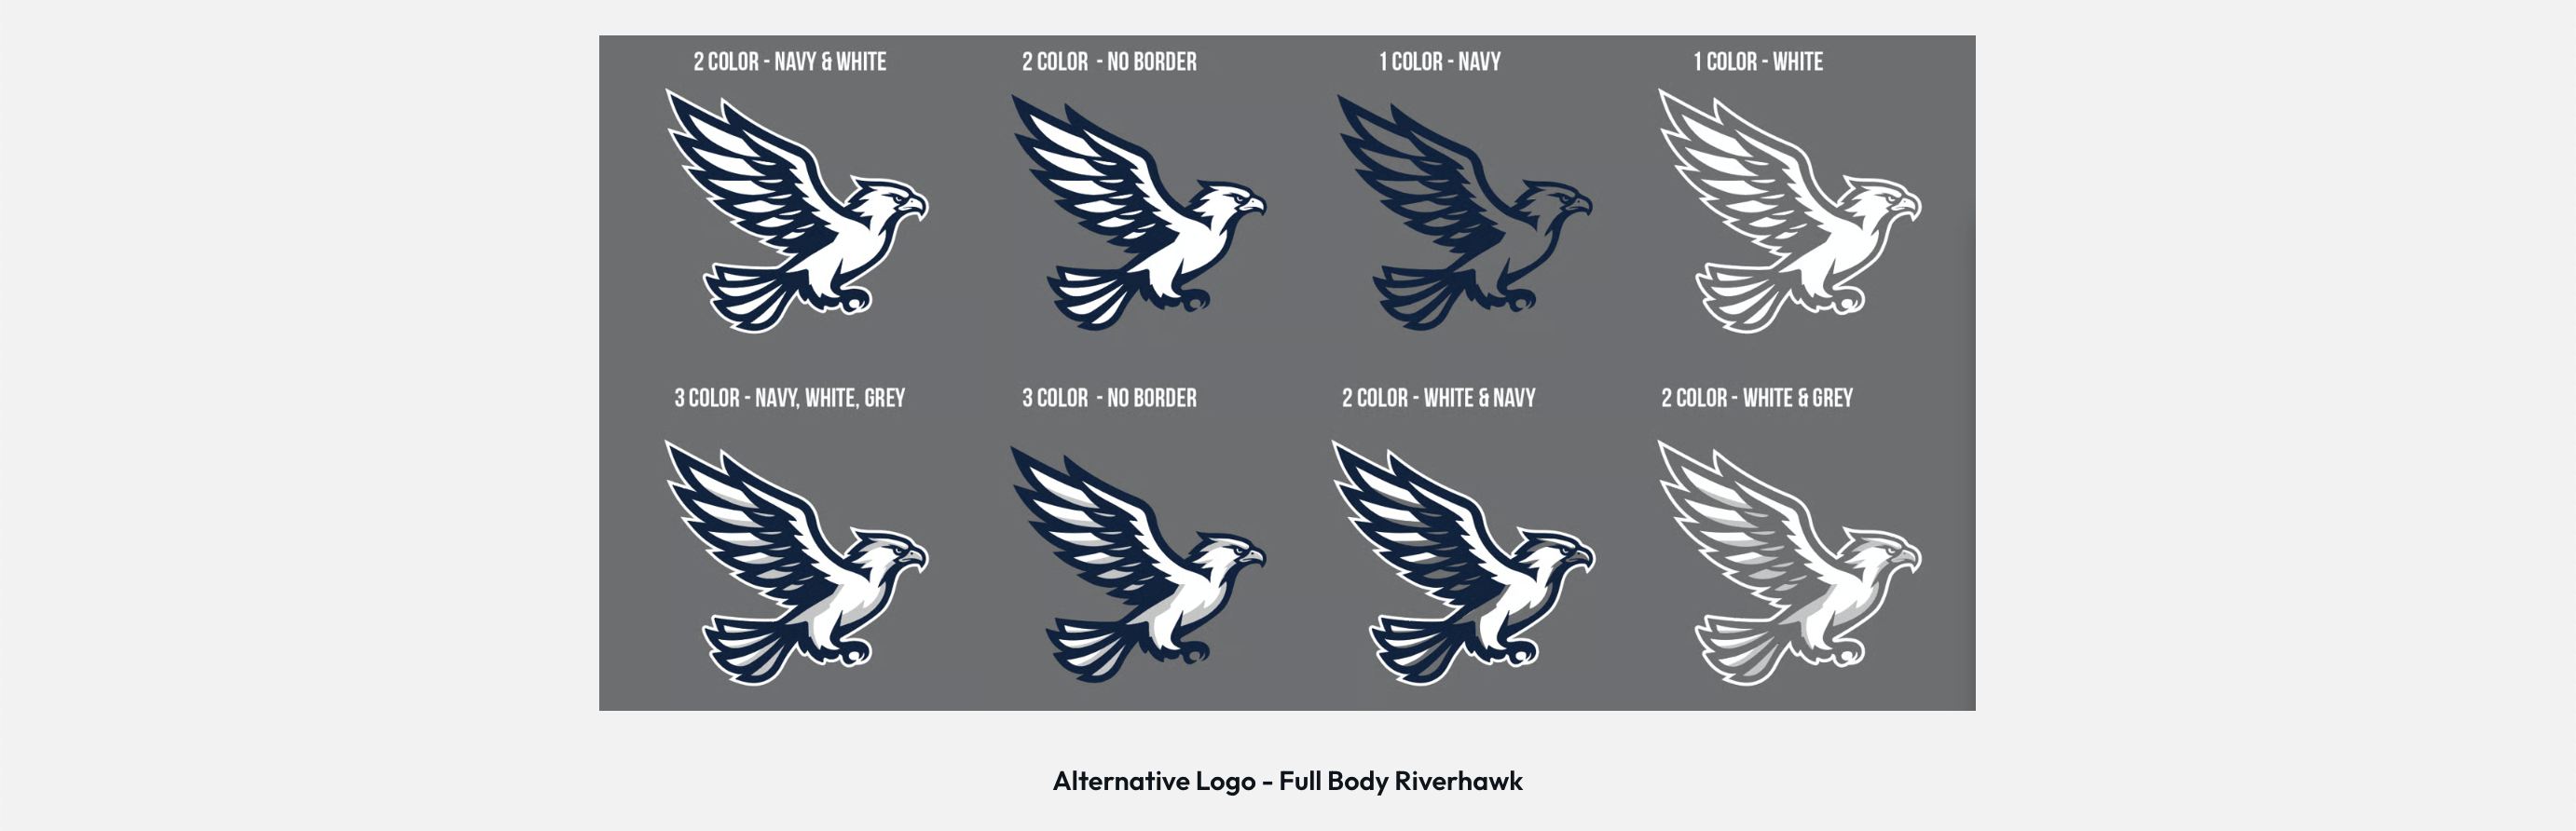 2 COLOR - NAVY & WHITE
2 COLOR - NO BORDER
1 COLOR - NAVY
1 COLOR - WHITE
3 COLOR - NAVY, WHITE, GREY
3 COLOR - NO BORDER
2 COLOR - WHITE & NAVY
2 COLOR - WHITE & GREY
Alternative Logo - Full Body Riverhawk